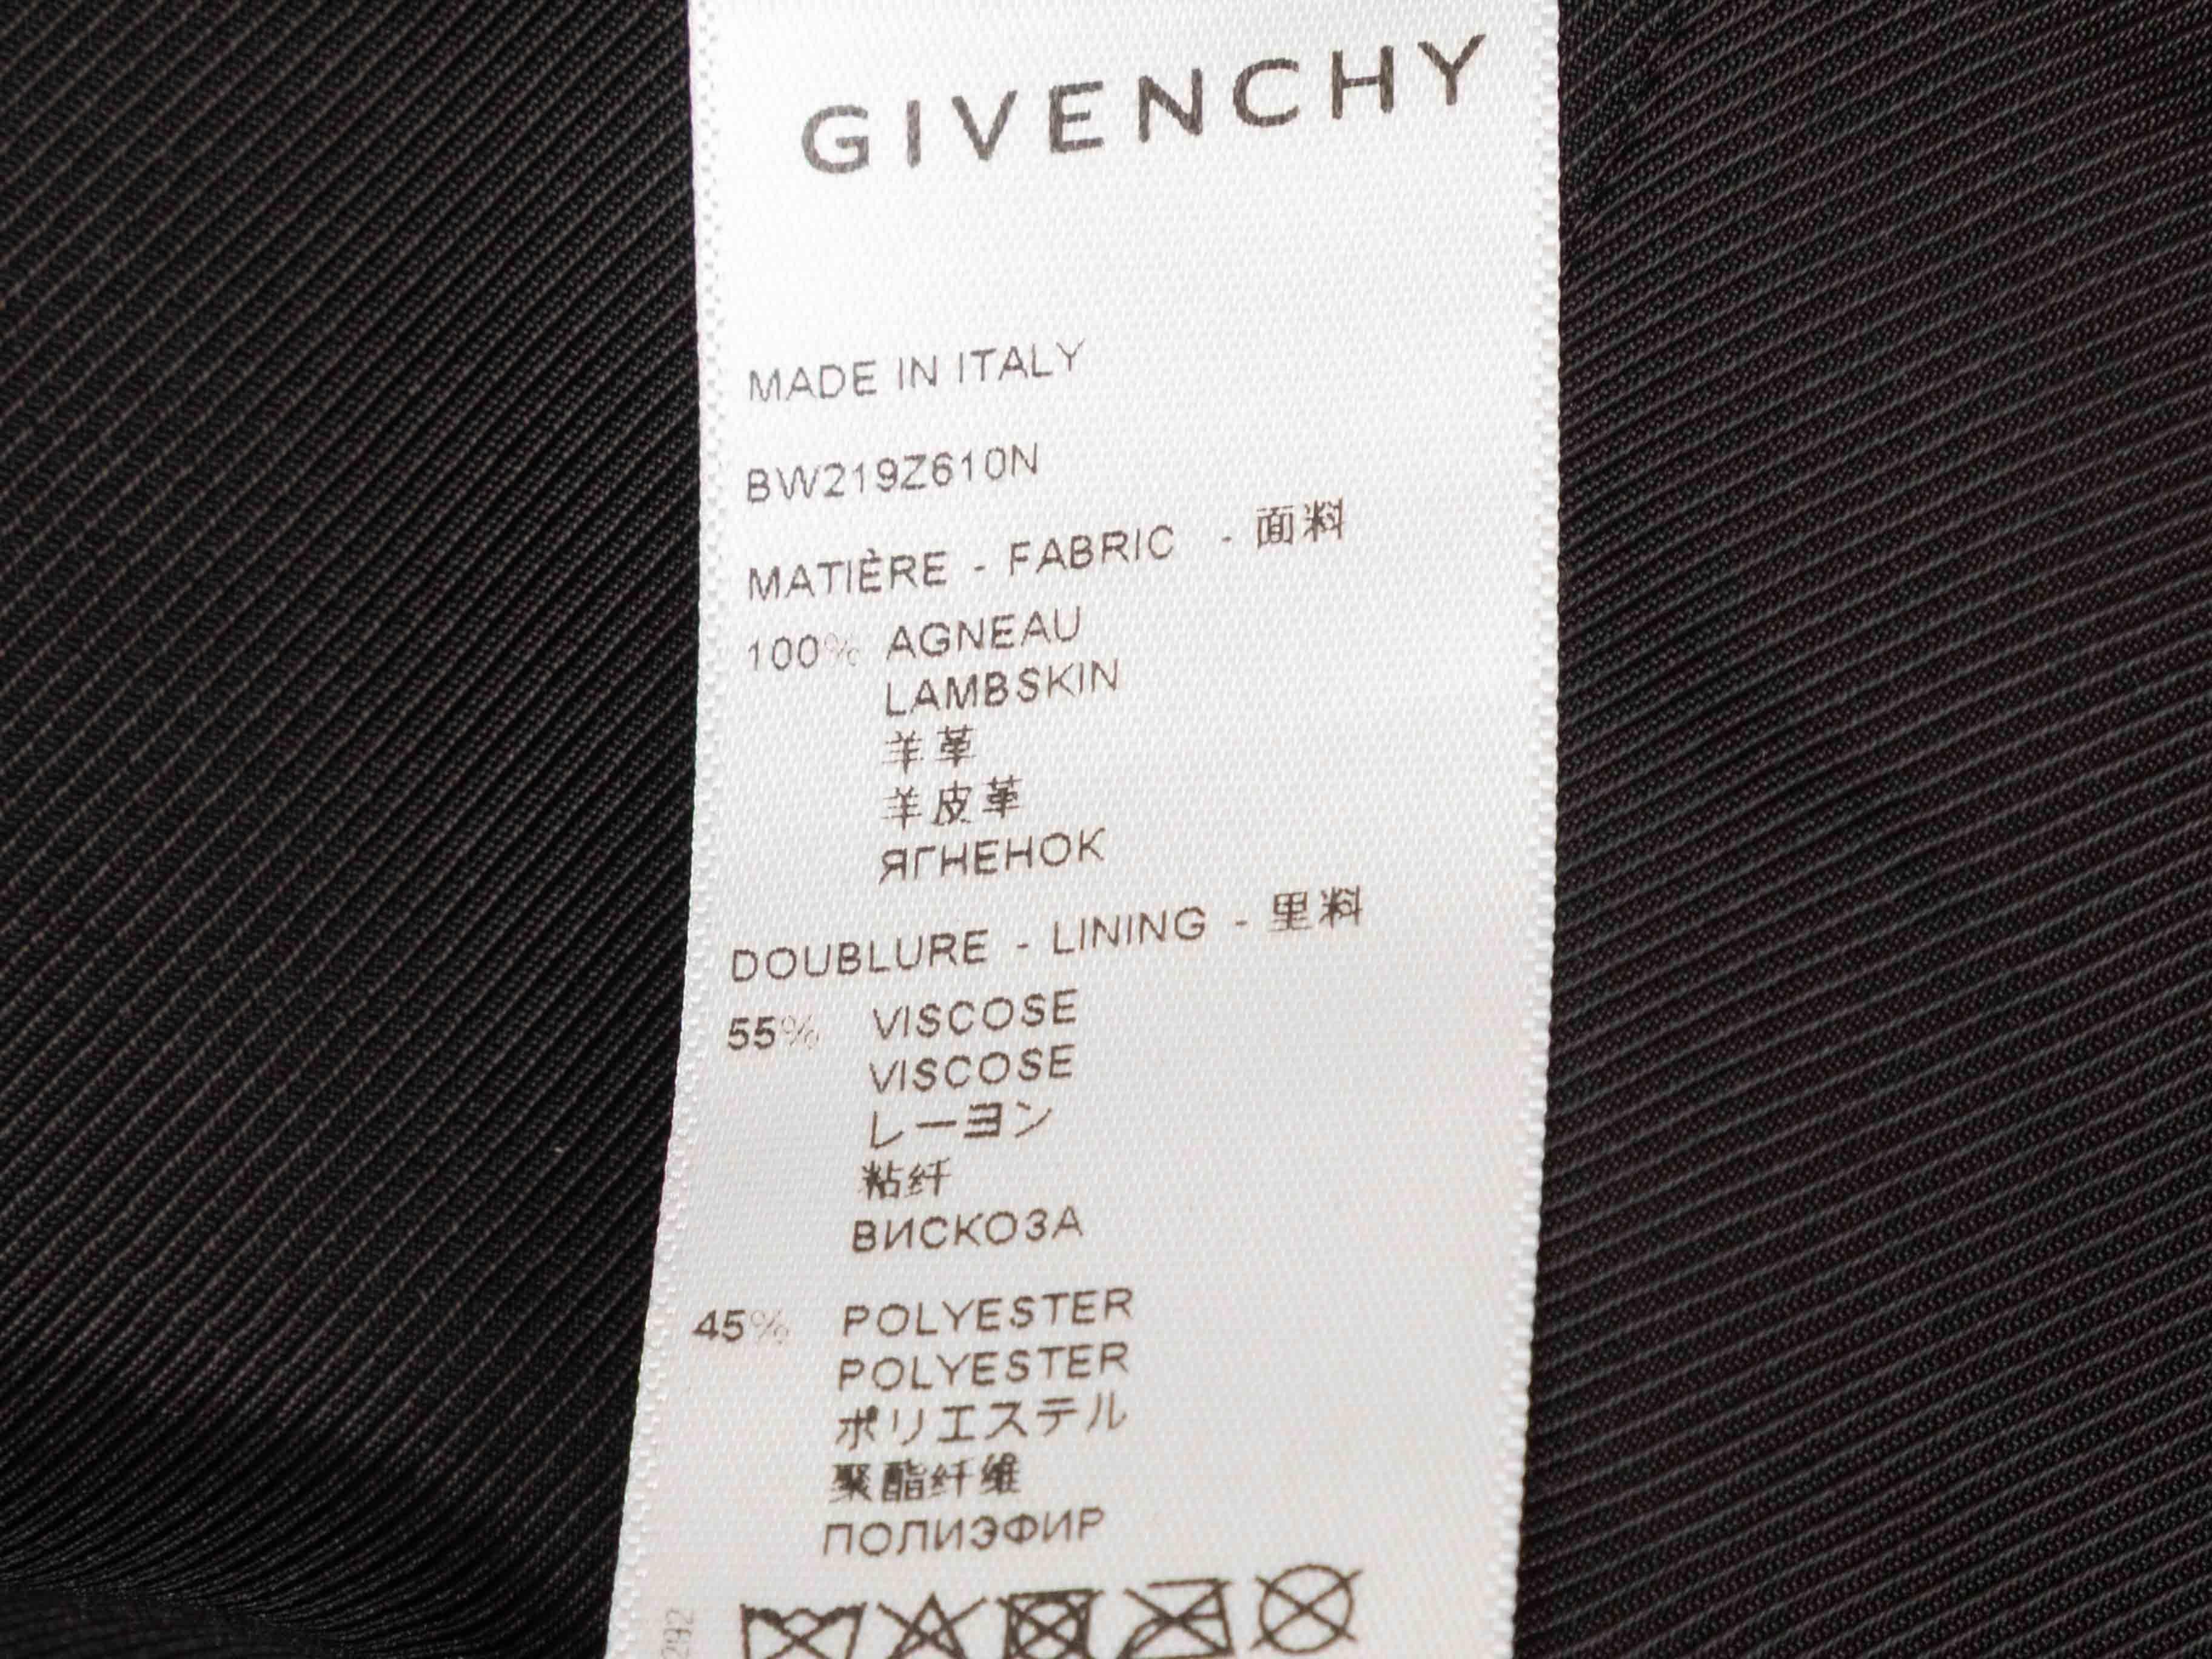 GIVENCHY
MADE IN ITALY
BW219Z610N
MATIÈRE - FABRIC - 面料
100% AGNEAU
LAMBSKIN
羊革
羊皮革
ЯГНЕНОК
DOUBLURE - LINING - 里料
55% VISCOSE
VISCOSE
レーヨン
粘纤
ВИСКОЗА
45% POLYESTER
POLYESTER
ポリエステル
聚酯纤维
ПОЛИЭФИР